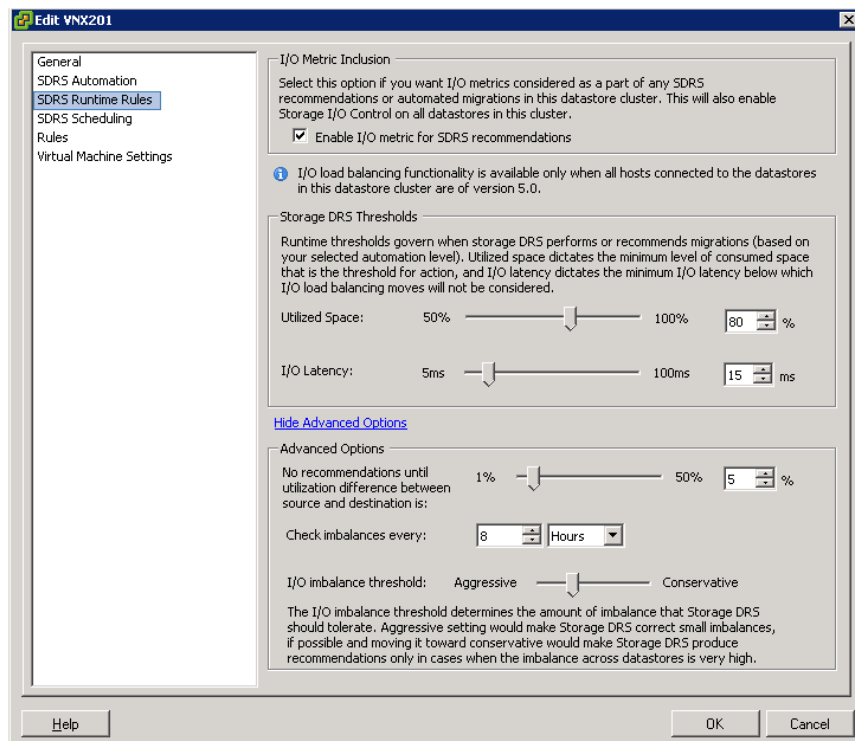 Edit VNX201
General
SDRS Automation
SDRS Runtime Rules
SDRS Scheduling
Rules
Virtual Machine Settings
I/O Metric Inclusion
Select this option if you want I/O metrics considered as a part of any SDRS
recommendations or automated migrations in this datastore cluster. This will also enable
Storage I/O Control on all datastores in this cluster.
Enable I/O metric for SDRS recommendations
I/O load balancing functionality is available only when all hosts connected to the datastores
in this datastore cluster are of version 5.0.
Storage DRS Thresholds
Runtime thresholds govern when storage DRS performs or recommends migrations (based on
your selected automation level). Utilized space dictates the minimum level of consumed space
that is the threshold for action, and I/O latency dictates the minimum I/O latency below which
I/O load balancing moves will not be considered.
Utilized Space: 50% 100% 80 %
I/O Latency: 5ms 100ms 15 ms
Hide Advanced Options
Advanced Options
No recommendations until
utilization difference between
source and destination is:
1% 50% 5 %
Check imbalances every: 8 Hours
I/O imbalance threshold: Aggressive Conservative
The I/O imbalance threshold determines the amount of imbalance that Storage DRS
should tolerate. Aggressive setting would make Storage DRS correct small imbalances,
if possible and moving it toward conservative would make Storage DRS produce
recommendations only in cases when the imbalance across datastores is very high.
Help
OK
Cancel